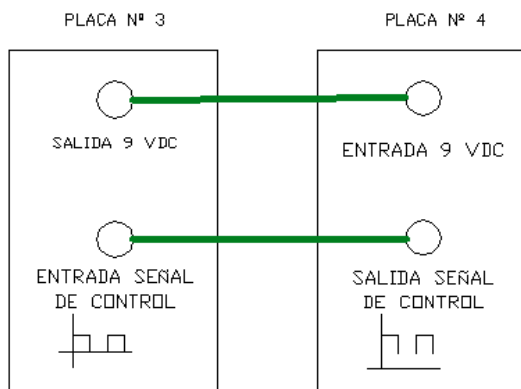 PLACA Nº 3
PLACA Nº 4
SALIDA 9 VDC
ENTRADA 9 VDC
ENTRADA SEÑAL
DE CONTROL
SALIDA SEÑAL
DE CONTROL